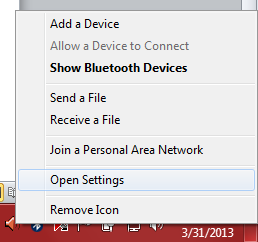 Add a Device
Allow a Device to Connect
Show Bluetooth Devices
Send a File
Receive a File
Join a Personal Area Network
Open Settings
Remove Icon
3/31/2013